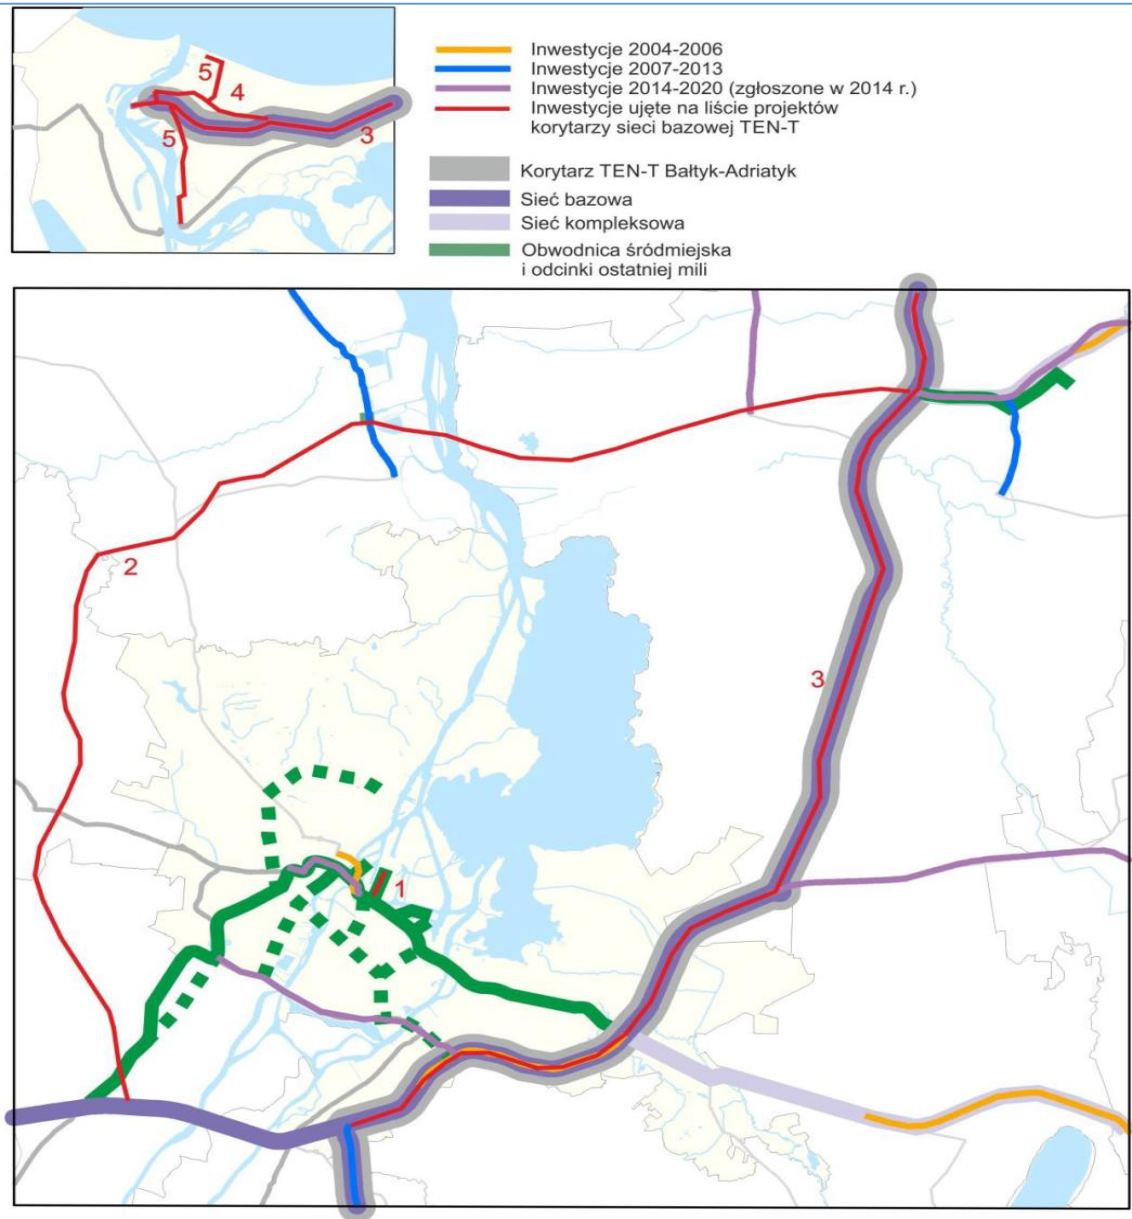 Inwestycje 2004-2006
Inwestycje 2007-2013
Inwestycje 2014-2020 (zgłoszone w 2014 r.)
Inwestycje ujęte na liście projektów
korytarzy sieci bazowej TEN-T
Korytarz TEN-T Bałtyk-Adriatyk
Sieć bazowa
Sieć kompleksowa
Obwodnica śródmiejska
i odcinki ostatniej mili
5
4
5
3
2
3
1